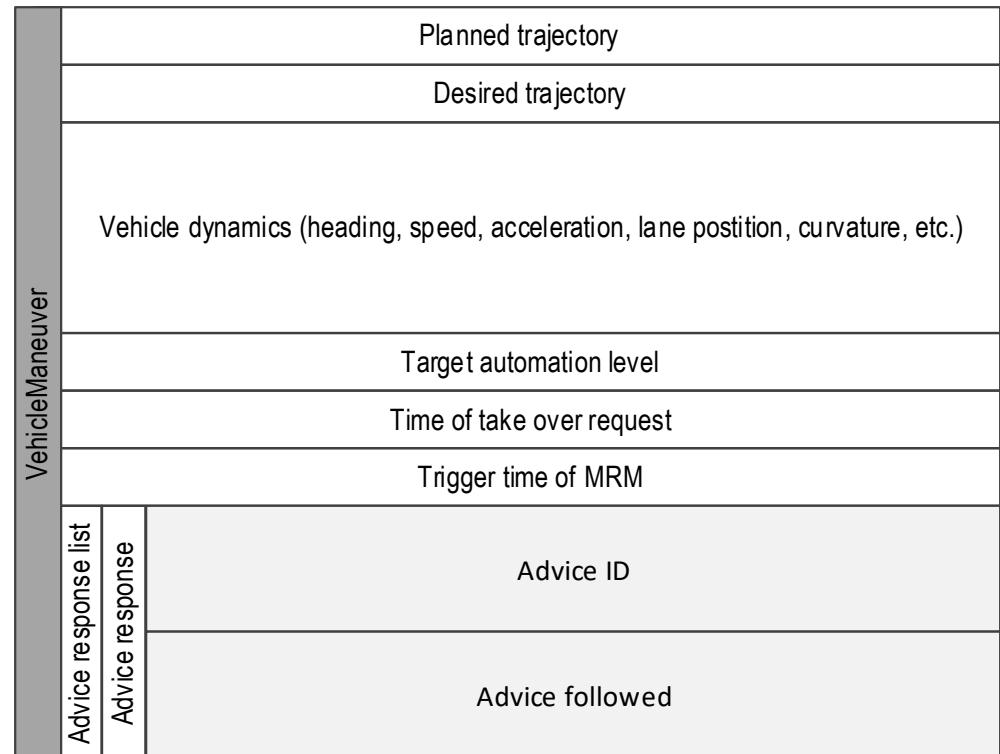 VehicleManeuver
Planned trajectory
Desired trajectory
Vehicle dynamics (heading, speed, acceleration, lane postition, curvature, etc.)
Target automation level
Time of take over request
Trigger time of MRM
Advice response list
Advice response
Advice ID
Advice followed